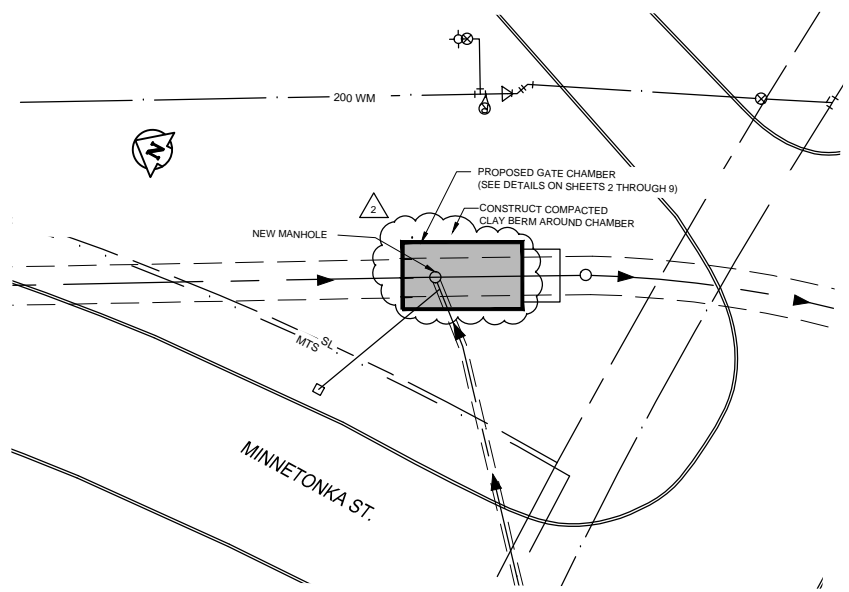 200 WM
N
PROPOSED GATE CHAMBER
(SEE DETAILS ON SHEETS 2 THROUGH 9)
2
CONSTRUCT COMPACTED
CLAY BERM AROUND CHAMBER
NEW MANHOLE
SL
MTS
MINNETONKA ST.